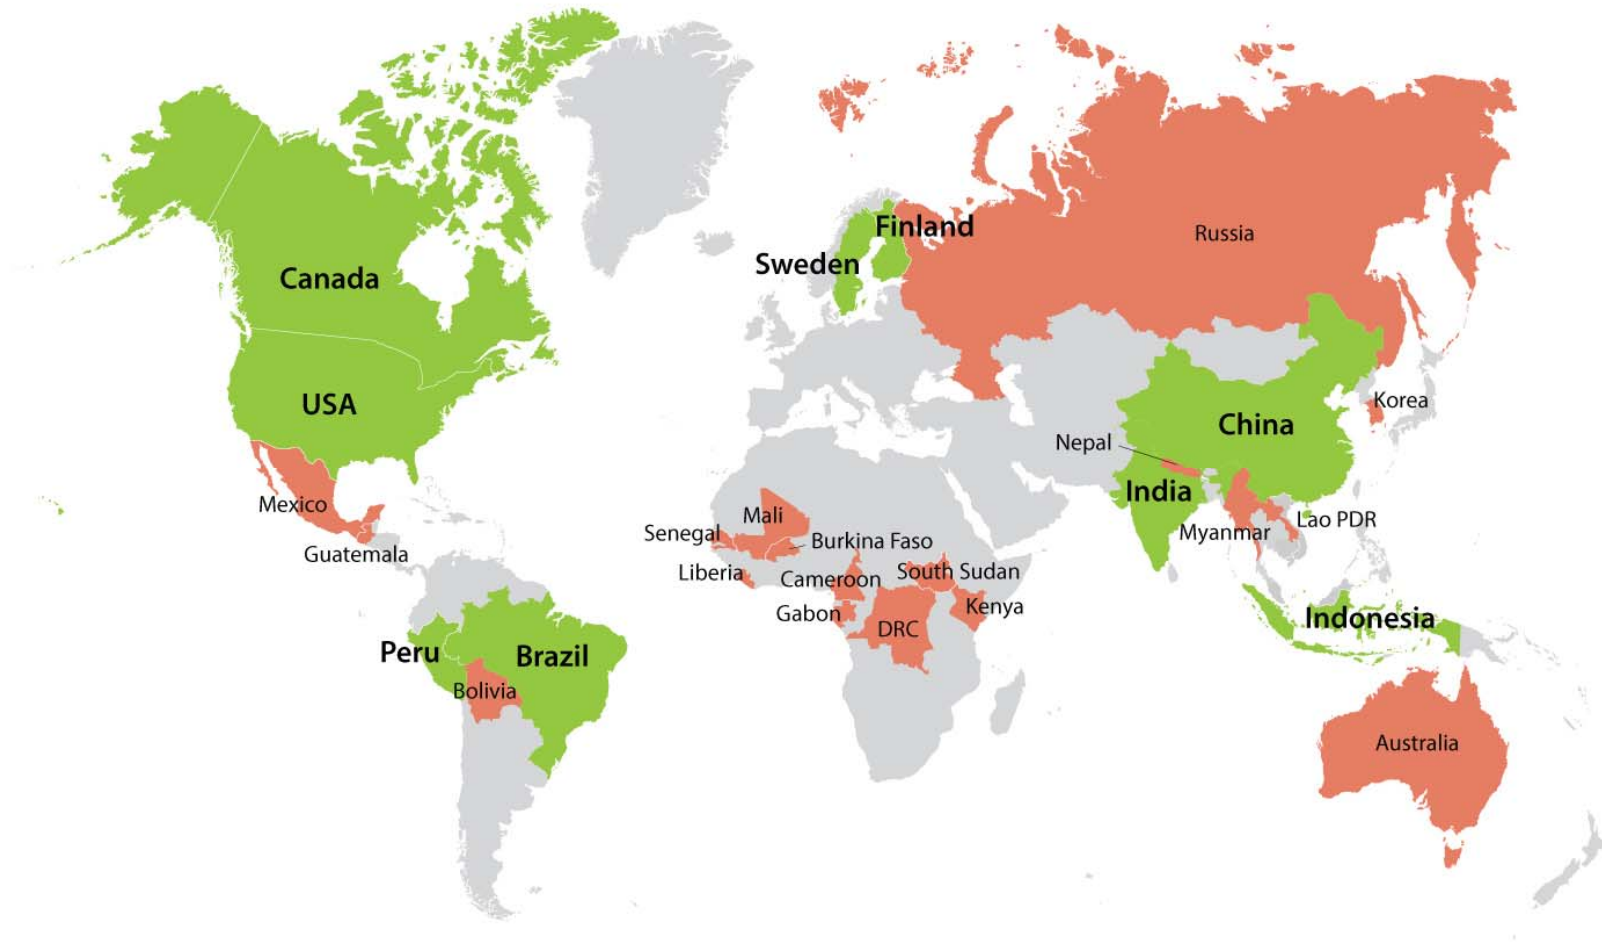 Finland
Russia
Sweden
Canada
USA
Korea
China
Nepal
India
Mexico
Mali
Lao PDR
Senegal
Myanmar
Burkina Faso
Guatemala
Liberia
Cameroon
South Sudan
Gabon
Kenya
DRC
Indonesia
Peru
Brazil
Bolivia
Australia